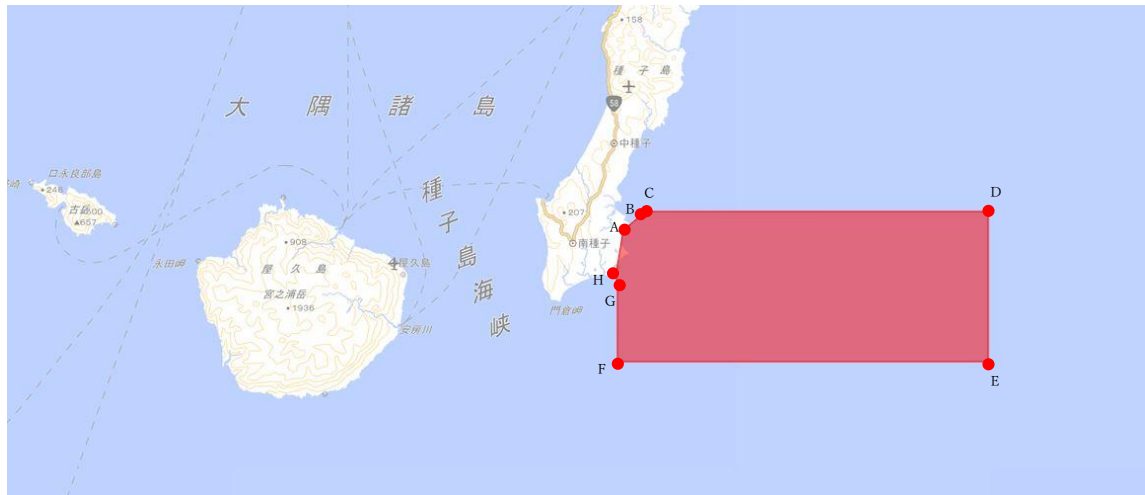 158
種子島
58
大隅諸島
中種子
口永良部島
246
古岳
600
657
種子島海峡
C
D
B
207
A
南種子
908
永田岬
屋久島
屋久島
H
宮之浦岳
1936
G
門倉岬
安房川
F
E